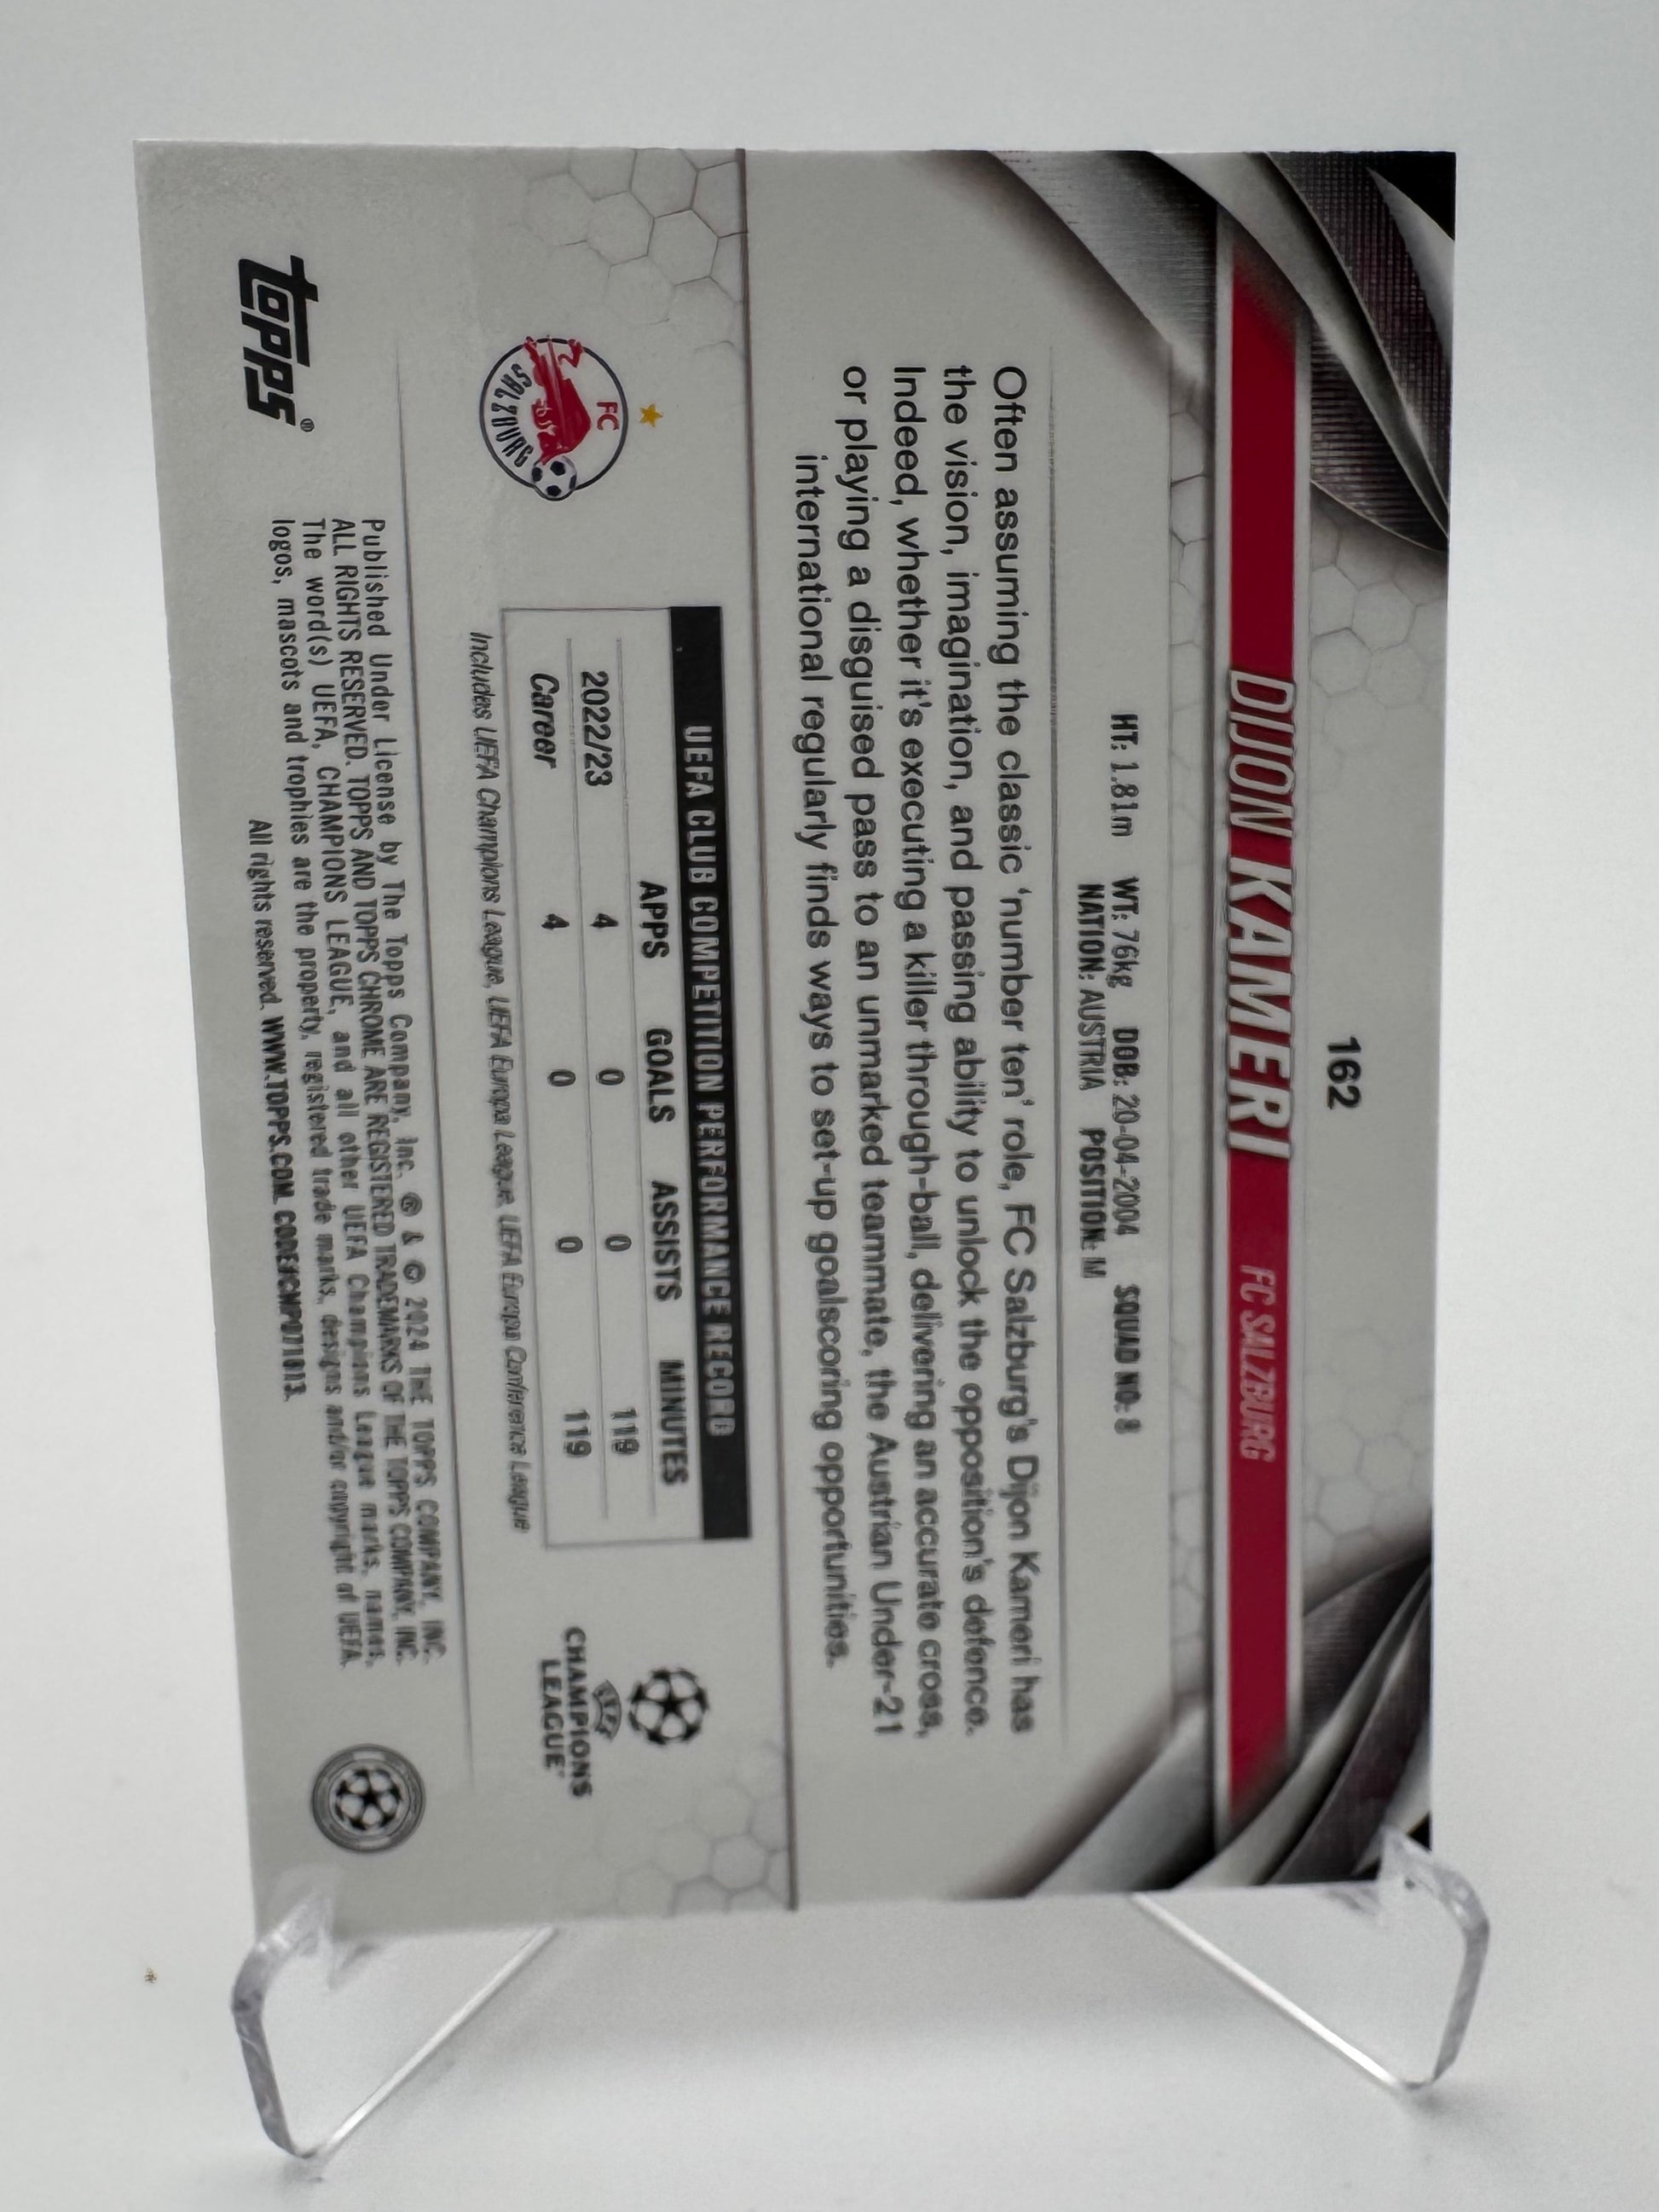 162
DIJON KAMERI FC SALZBURG
HT: 1.81m WT: 76kg DOB: 20-04-2004 SQUAD NO: 8
NATION: AUSTRIA POSITION: M
Often assuming the classic ‘number ten’ role, FC Salzburg's Dijon Kameri has
the vision, imagination, and passing ability to unlock the opposition's defence.
Indeed, whether it's executing a killer through-ball, delivering an accurate cross,
or playing a disguised pass to an unmarked teammate, the Austrian Under-21
international regularly finds ways to set-up goalscoring opportunities.
FC
SALZBURG
UEFA CLUB COMPETITION PERFORMANCE RECORD
APPS GOALS ASSISTS MINUTES
2022/23 4 0 0 119
Career 4 0 0 119
Includes UEFA Champions League, UEFA Europa League, UEFA Europa Conference League
UEFA
CHAMPIONS
LEAGUE
topps®
Published Under License by The Topps Company, Inc. ® & © 2024 THE TOPPS COMPANY, INC.
ALL RIGHTS RESERVED. TOPPS AND TOPPS CHROME ARE REGISTERED TRADEMARKS OF THE TOPPS COMPANY, INC.
The word(s) UEFA, CHAMPIONS LEAGUE, and all other UEFA Champions League marks, names,
logos, mascots and trophies are the property, registered trade marks, designs and/or copyright of UEFA.
All rights reserved. WWW.TOPPS.COM.